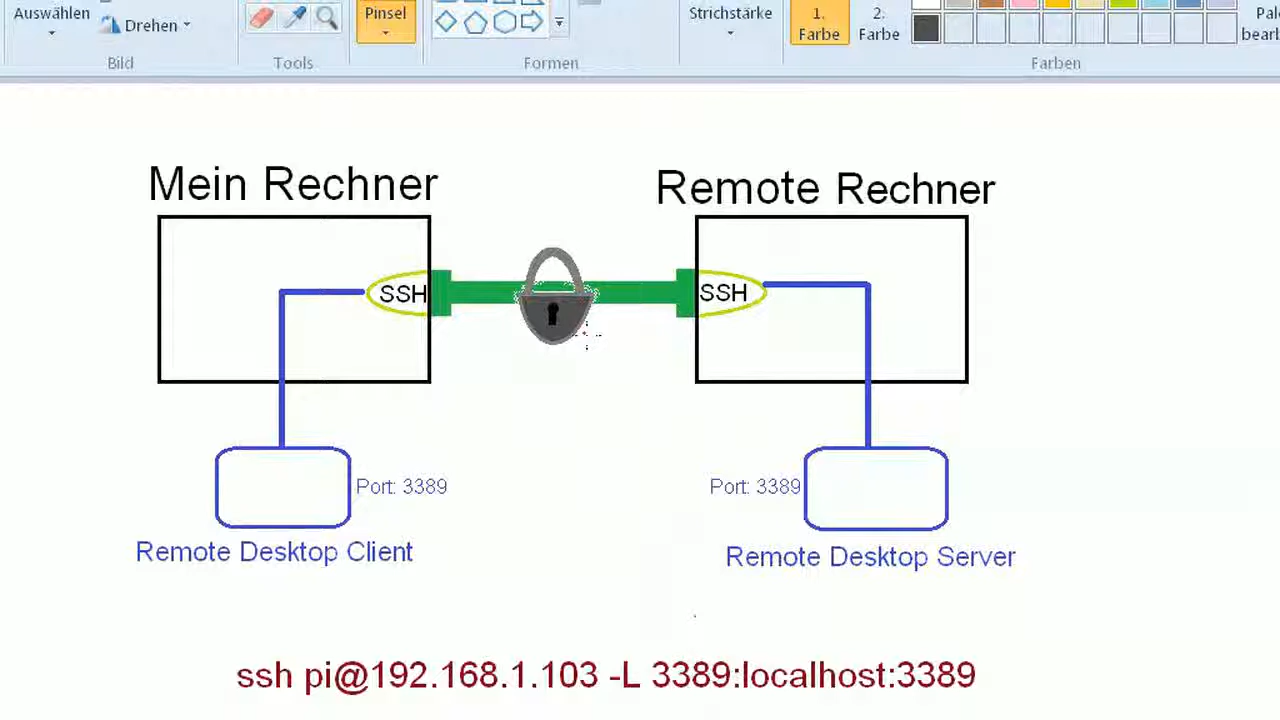 Auswählen
Drehen
Pinsel
Strichstärke
1.
Farbe
2.
Farbe
Bild
Tools
Formen
Farben
Mein Rechner
Remote Rechner
SSH
SSH
Port: 3389
Port: 3389
Remote Desktop Client
Remote Desktop Server
ssh pi@192.168.1.103 -L 3389:localhost:3389